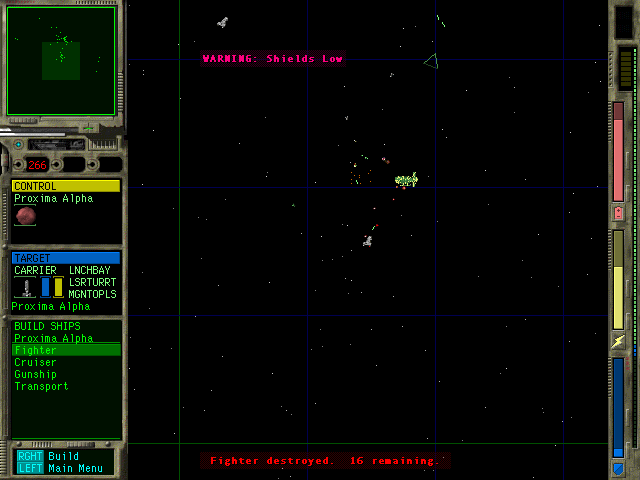 WARNING: Shields Low
266
CONTROL
Proxima Alpha
TARGET
CARRIER LNCHBAY
LSRTURRT
MGNTOPLS
Proxima Alpha
BUILD SHIPS
Proxima Alpha
Fighter
Cruiser
Gunship
Transport
RGHT Build
LEFT Main Menu
Fighter destroyed. 16 remaining.